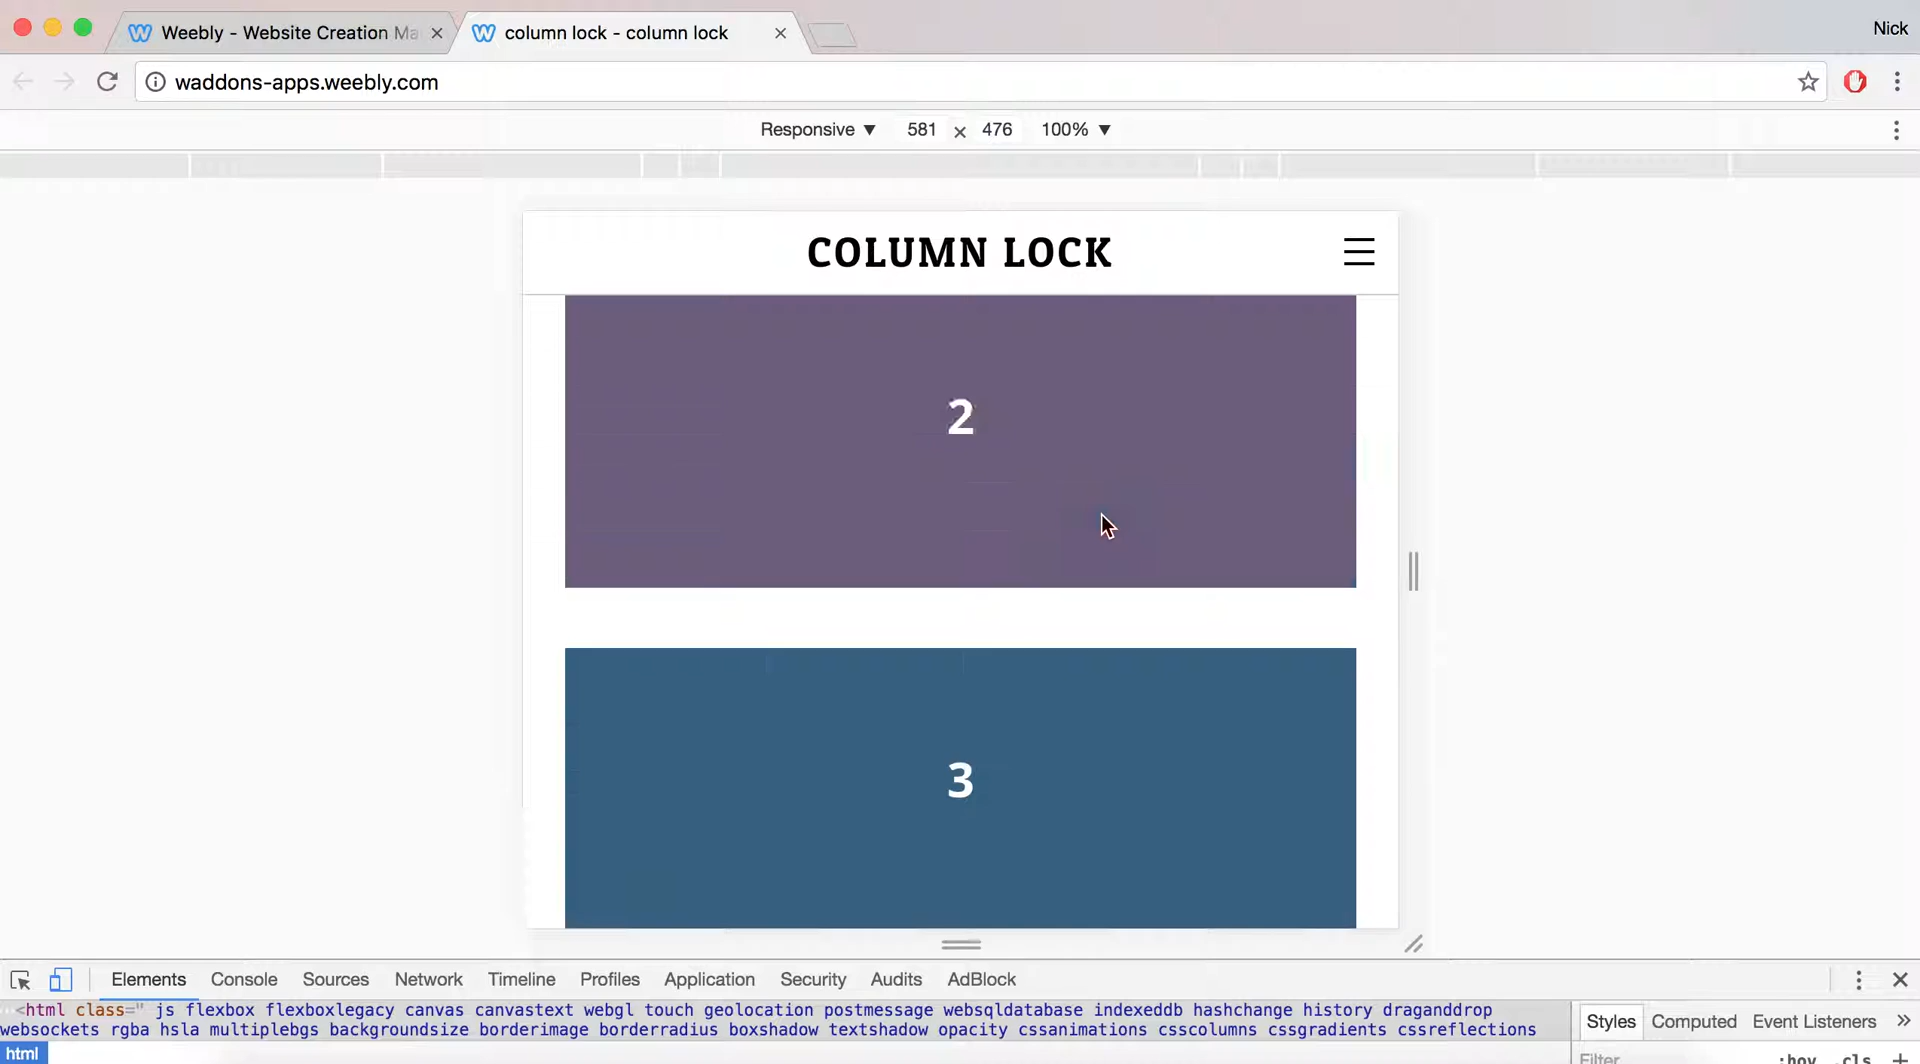 Weebly - Website Creation Ma
column lock - column lock
Nick
waddons-apps.weebly.com
Responsive ▼ 581 × 476 100% ▼
COLUMN LOCK
2
3
Elements Console Sources Network Timeline Profiles Application Security Audits AdBlock
<html class=" js flexbox flexboxlegacy canvas canvastext webgl touch geolocation postmessage websqldatabase indexeddb hashchange history draganddrop
websockets rgba hsla multiplebgs backgroundsize borderimage borderradius boxshadow textshadow opacity cssanimations csscolumns cssgradients cssreflections
html
Styles Computed Event Listeners »
Filter :hov .cls +